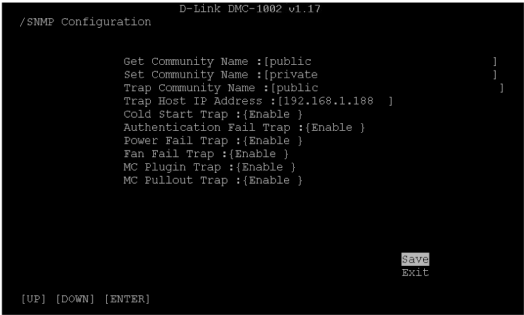 D-Link DMC-1002 v1.17
/SNMP Configuration
Get Community Name :[public ]
Set Community Name :[private ]
Trap Community Name :[public ]
Trap Host IP Address :[192.168.1.188 ]
Cold Start Trap :{Enable }
Authentication Fail Trap :{Enable }
Power Fail Trap :{Enable }
Fan Fail Trap :{Enable }
MC Plugin Trap :{Enable }
MC Pullout Trap :{Enable }
Save
Exit
[UP] [DOWN] [ENTER]